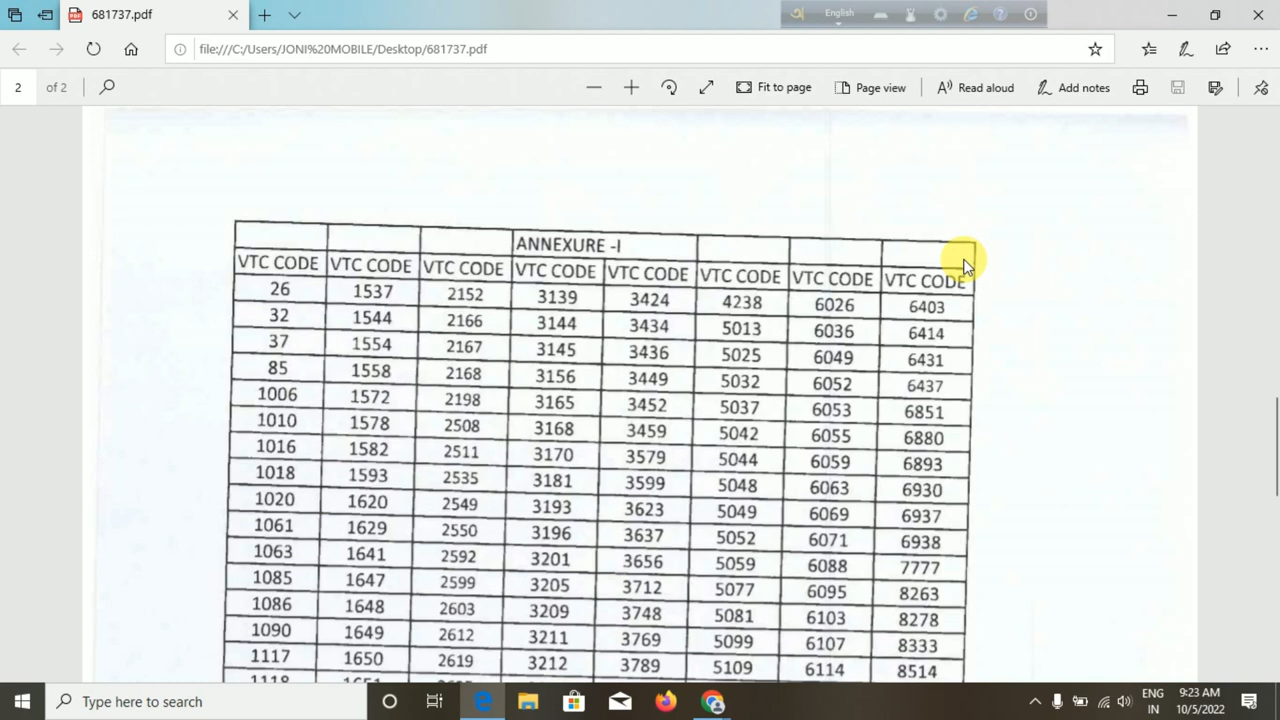 681737.pdf
English
file:///C:/Users/JONI%20MOBILE/Desktop/681737.pdf
2 of 2
Fit to page
Page view
Read aloud
Add notes
ANNEXURE -I
VTC CODE VTC CODE VTC CODE VTC CODE VTC CODE VTC CODE VTC CODE VTC CODE
26 1537 2152 3139 3424 4238 6026 6403
32 1544 2166 3144 3434 5013 6036 6414
37 1554 2167 3145 3436 5025 6049 6431
85 1558 2168 3156 3449 5032 6052 6437
1006 1572 2198 3165 3452 5037 6053 6851
1010 1578 2508 3168 3459 5042 6055 6880
1016 1582 2511 3170 3579 5044 6059 6893
1018 1593 2535 3181 3599 5048 6063 6930
1020 1620 2549 3193 3623 5049 6069 6937
1061 1629 2550 3196 3637 5052 6071 6938
1063 1641 2592 3201 3656 5059 6088 7777
1085 1647 2599 3205 3712 5077 6095 8263
1086 1648 2603 3209 3748 5081 6103 8278
1090 1649 2612 3211 3769 5099 6107 8333
1117 1650 2619 3212 3789 5109 6114 8514
Type here to search
ENG
IN
9:23 AM
10/5/2022